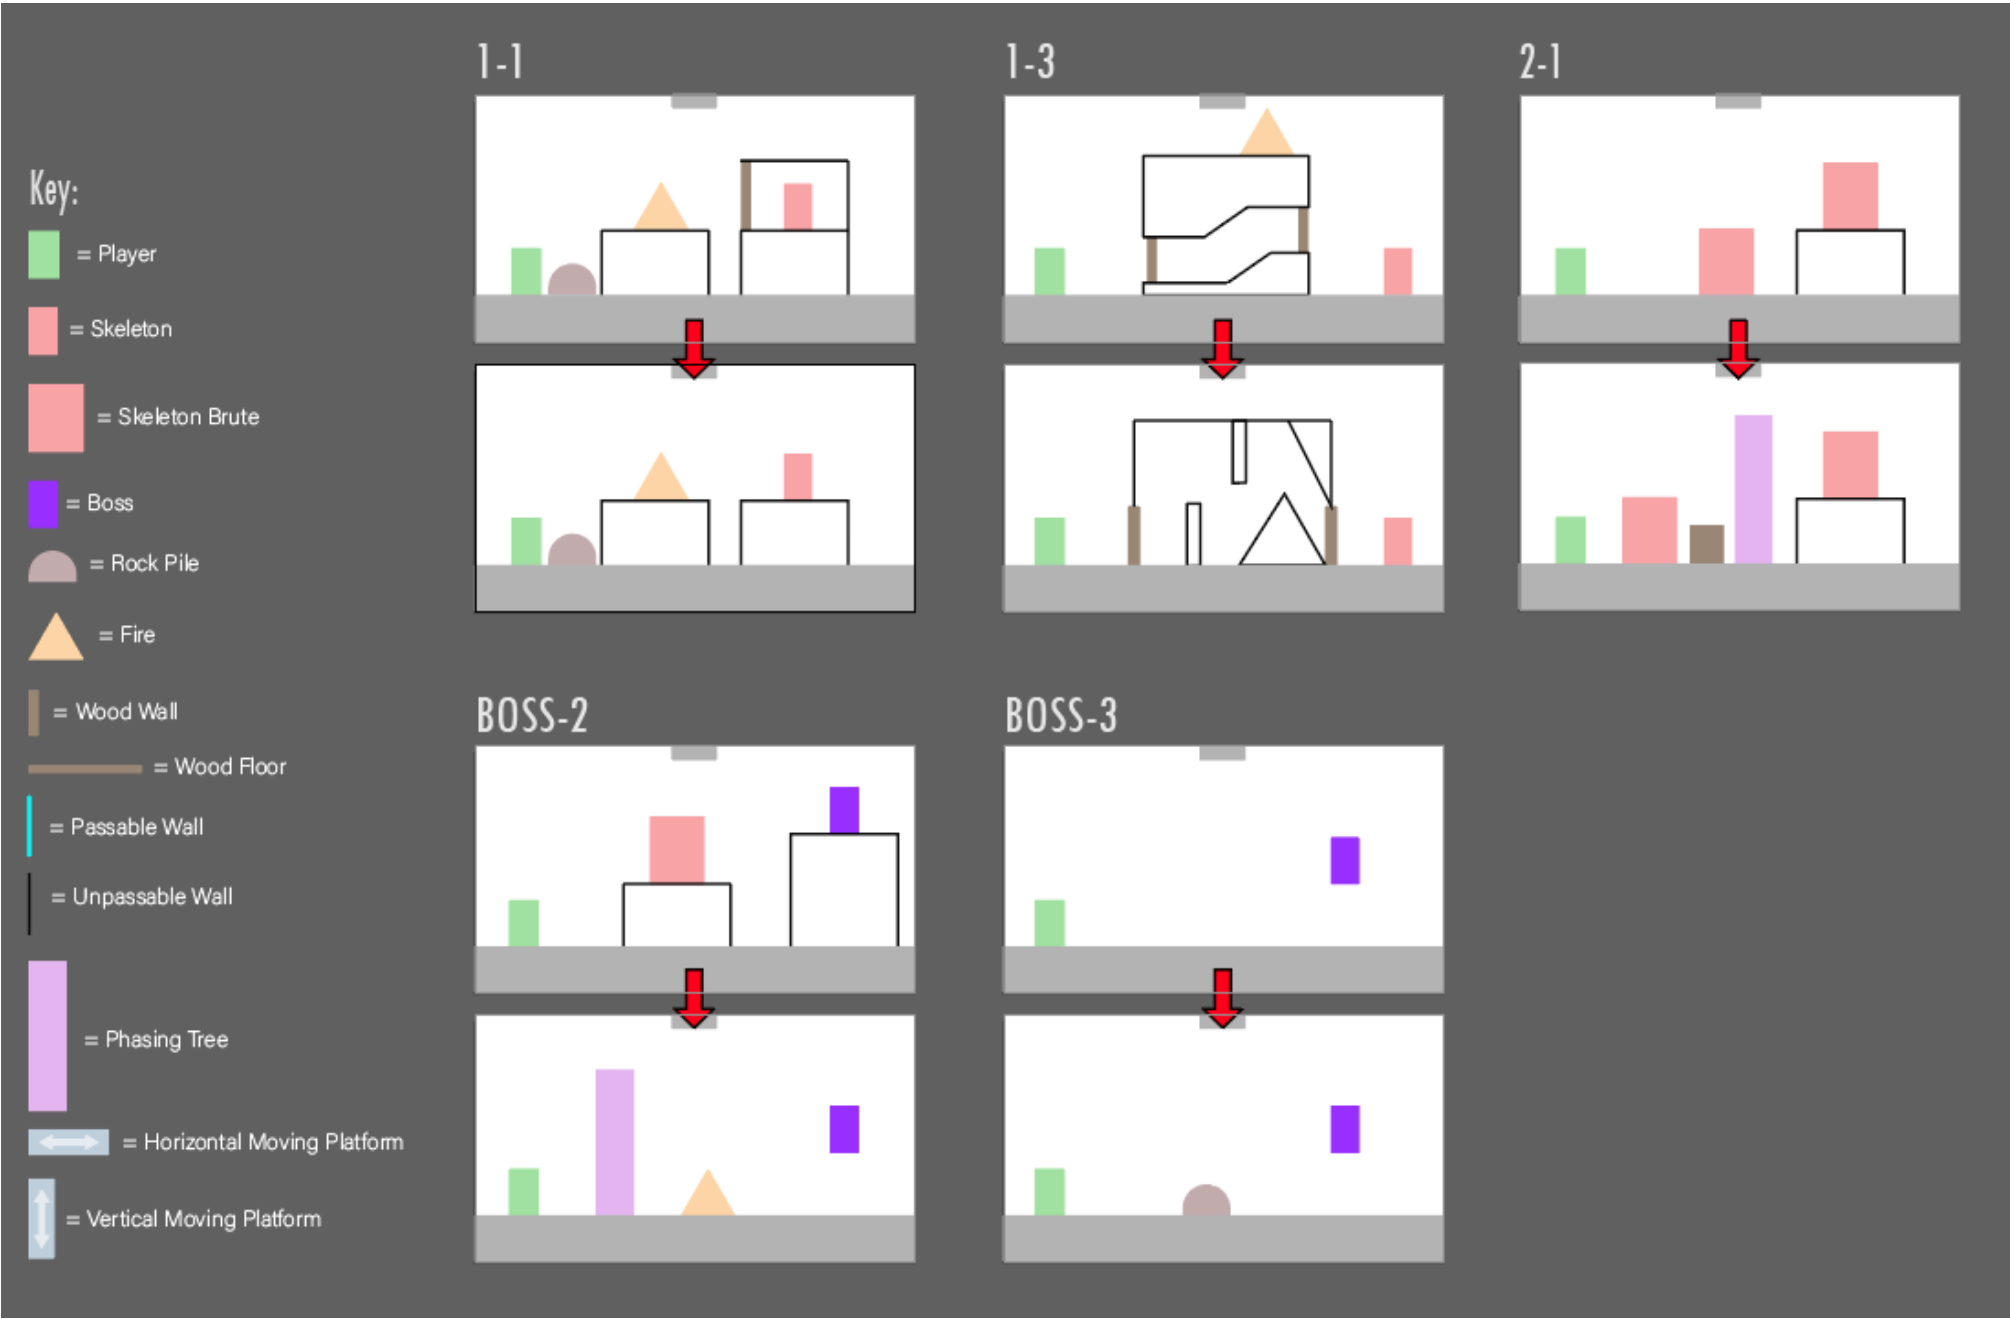 1-1
1-3
2-1
Key:
= Player
= Skeleton
= Skeleton Brute
= Boss
= Rock Pile
= Fire
= Wood Wall
= Wood Floor
= Passable Wall
= Unpassable Wall
= Phasing Tree
= Horizontal Moving Platform
= Vertical Moving Platform
BOSS-2
BOSS-3